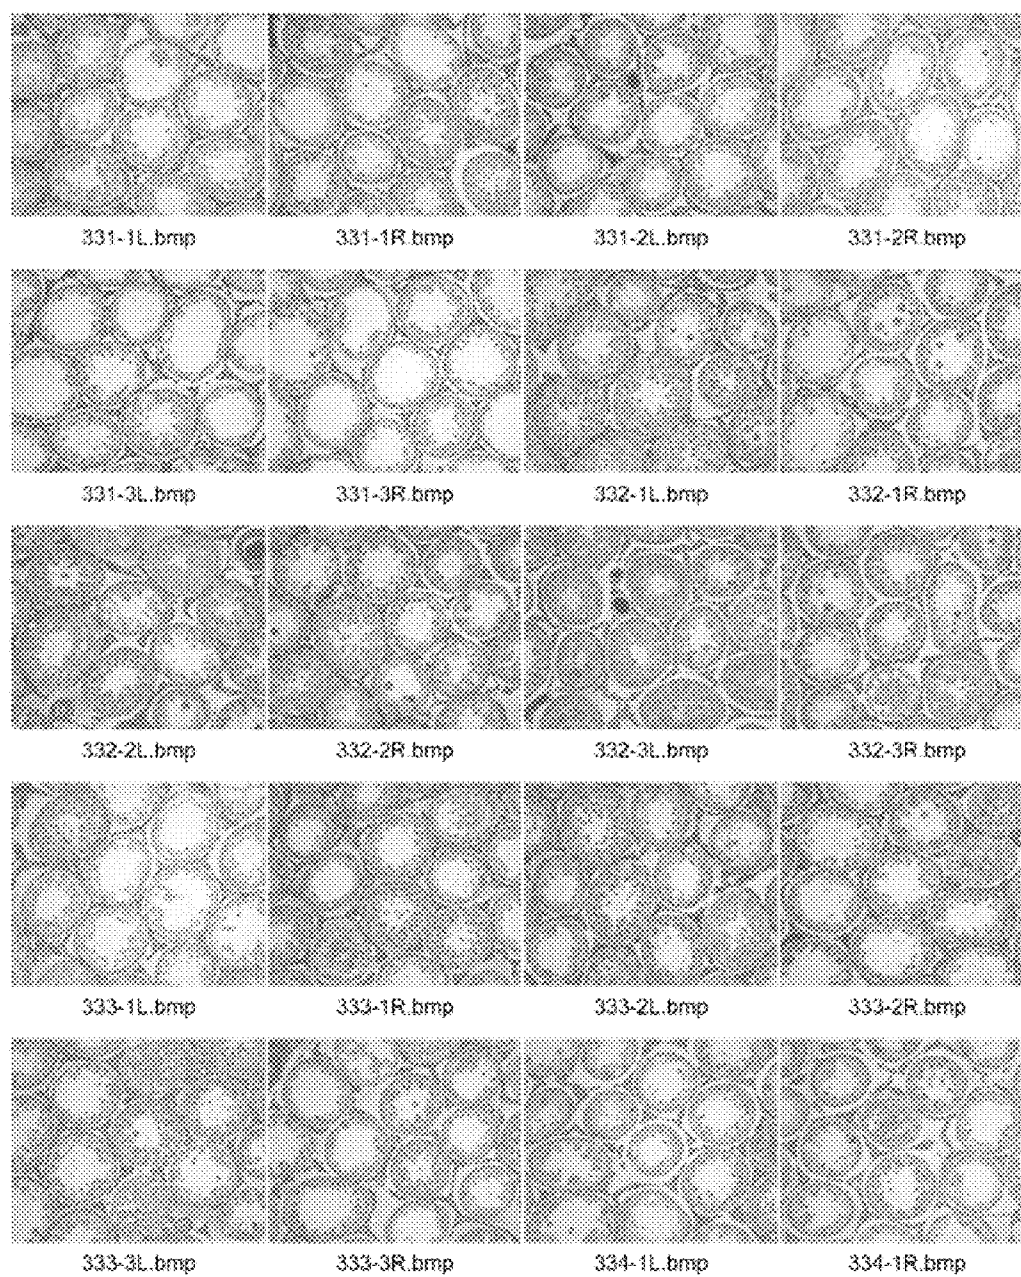 331-1L.bmp 331-1R.bmp 331-2L.bmp 331-2R.bmp
331-3L.bmp 331-3R.bmp 332-1L.bmp 332-1R.bmp
332-2L.bmp 332-2R.bmp 332-3L.bmp 332-3R.bmp
333-1L.bmp 333-1R.bmp 333-2L.bmp 333-2R.bmp
333-3L.bmp 333-3R.bmp 334-1L.bmp 334-1R.bmp